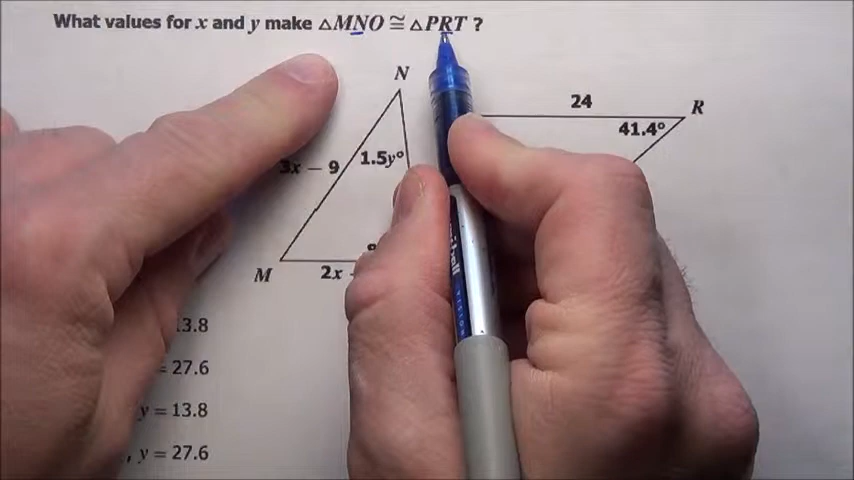 What values for x and y make △MNO ≅ △PRT ?
N
24
R
41.4°
3x − 9
1.5y°
M
2x
13.8
= 27.6
y = 13.8
, y = 27.6